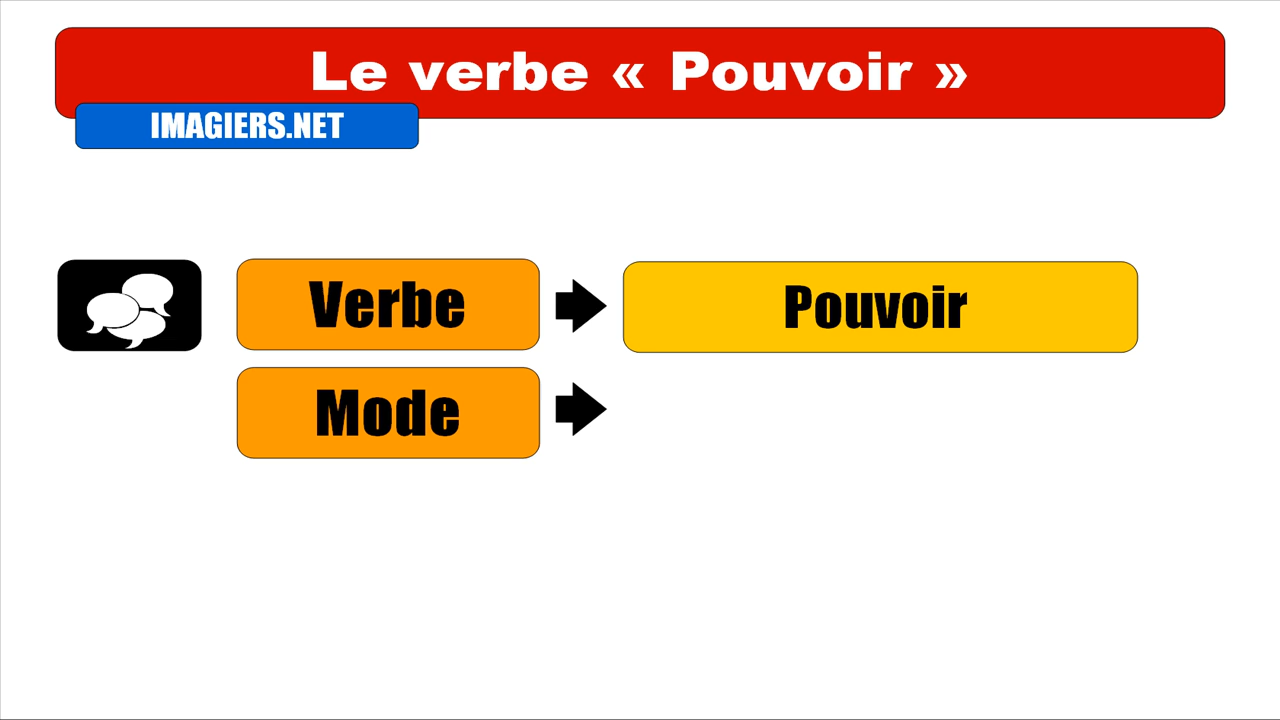 Le verbe « Pouvoir »
IMAGIERS.NET
Verbe
Pouvoir
Mode